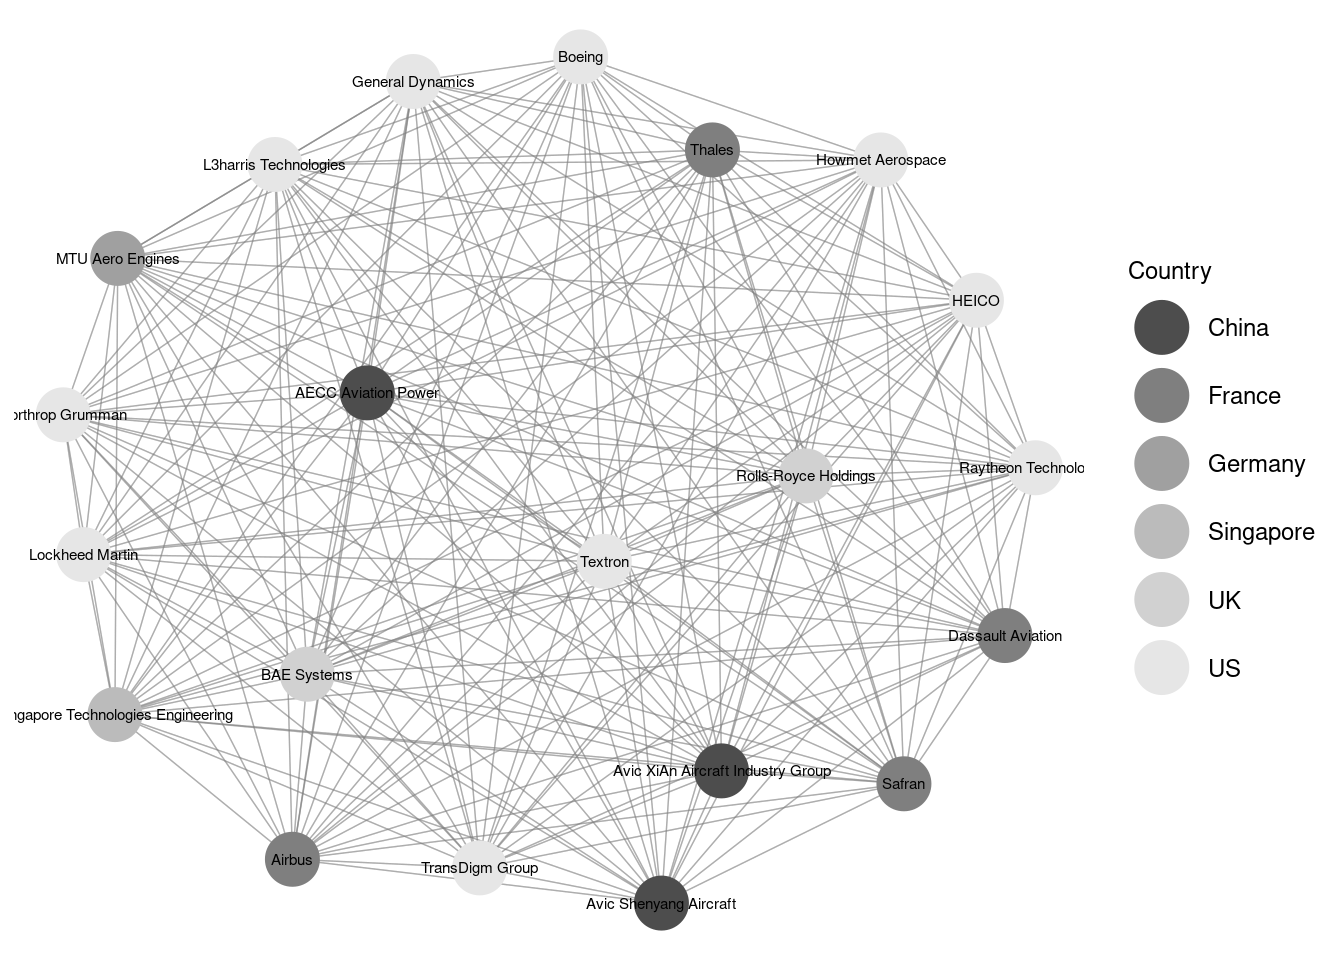 Boeing
General Dynamics
Thales
Howmet Aerospace
L3harris Technologies
MTU Aero Engines
Country
HEICO
China
France
AECC Aviation Power
orthrop Grumman
Germany
Raytheon Technolo
Rolls-Royce Holdings
Singapore
Lockheed Martin
Textron
UK
Dassault Aviation
US
BAE Systems
ngapore Technologies Engineering
Avic XiAn Aircraft Industry Group
Safran
Airbus
TransDigm Group
Avic Shenyang Aircraft